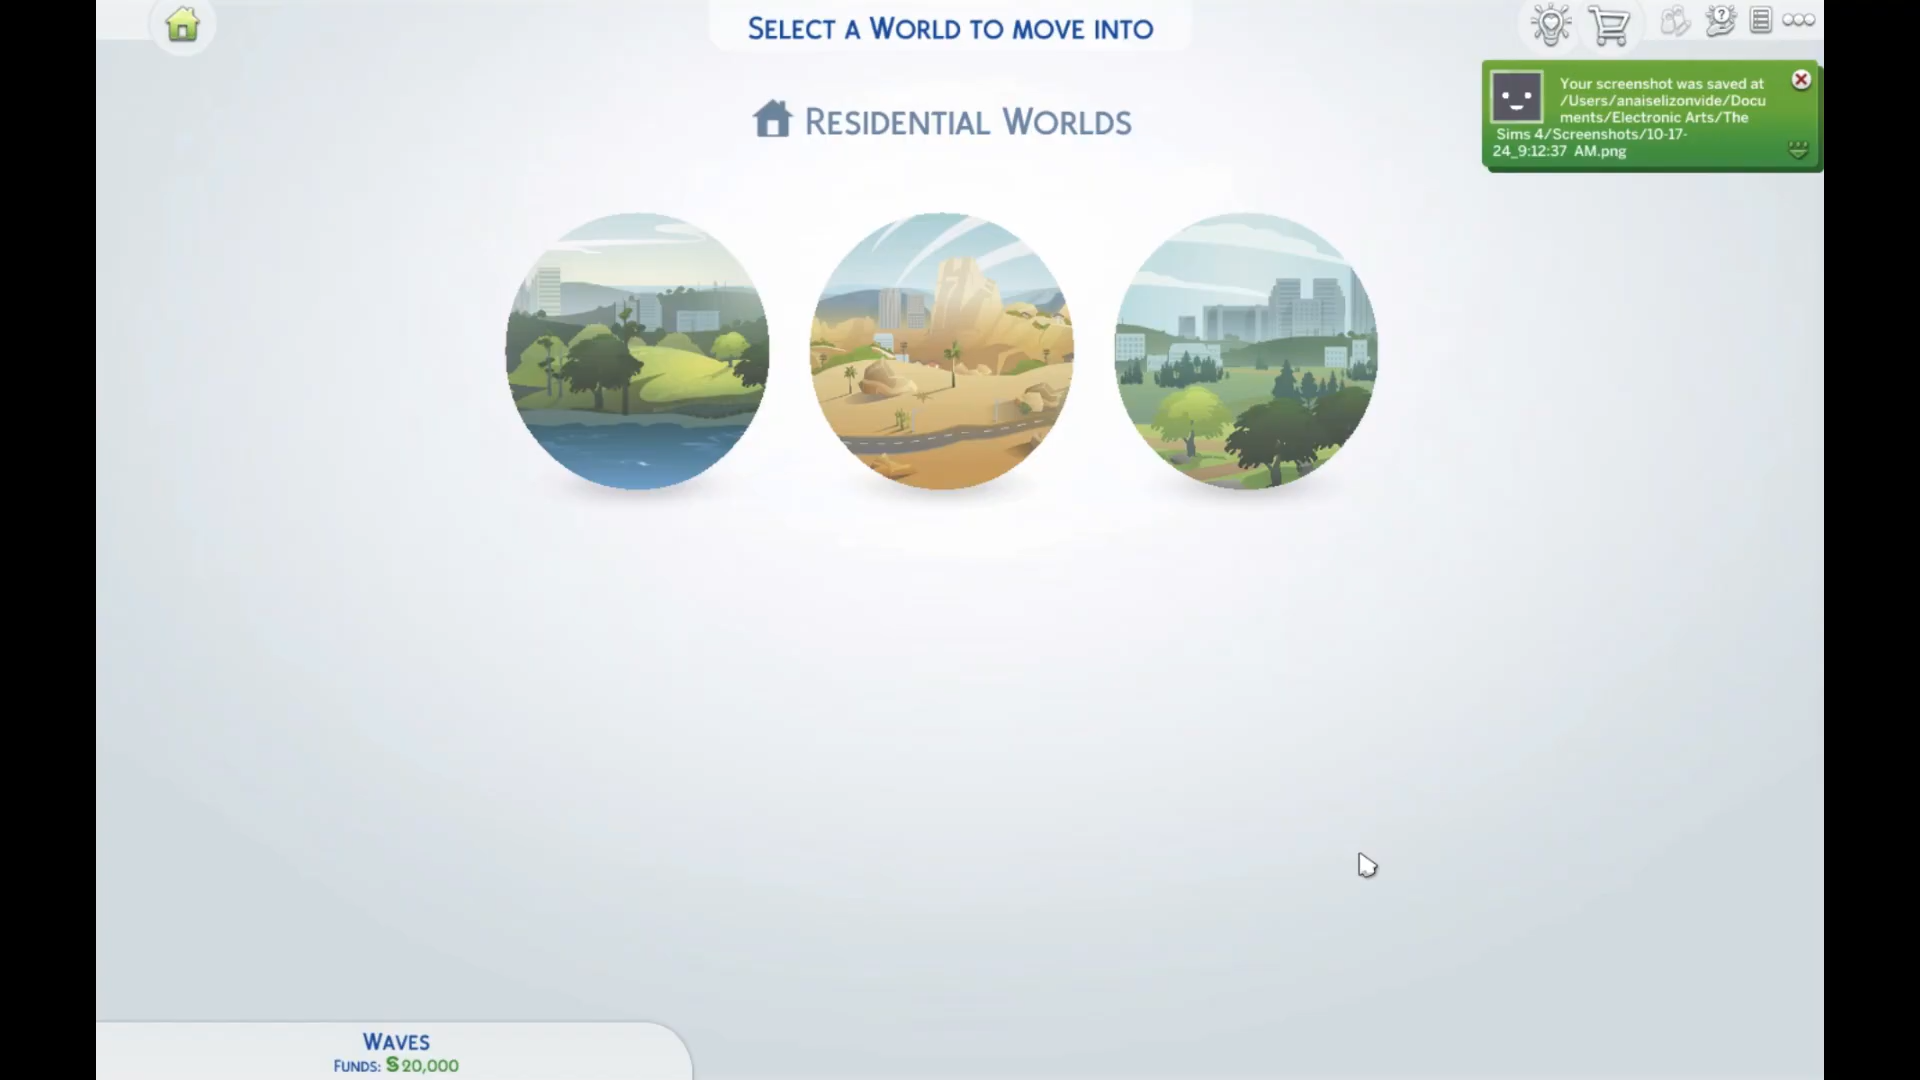 SELECT A WORLD TO MOVE INTO
RESIDENTIAL WORLDS
Your screenshot was saved at
/Users/anaiselizonvide/Docu
ments/Electronic Arts/The
Sims 4/Screenshots/10-17-
24_9:12:37 AM.png
WAVES
FUNDS: §20,000